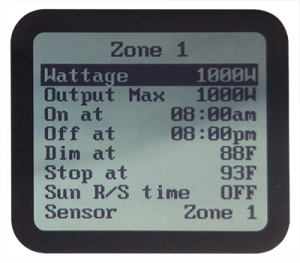 Zone 1
Wattage 1000W
Output Max 1000W
On at 08:00am
Off at 08:00pm
Dim at 88F
Stop at 93F
Sun R/S time OFF
Sensor Zone 1